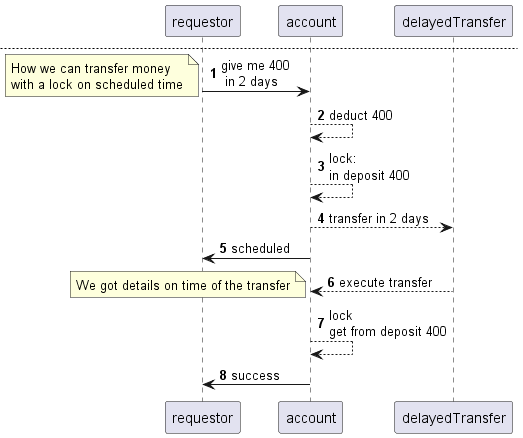 requestor account delayedTransfer
How we can transfer money
with a lock on scheduled time
1 give me 400
in 2 days
2 deduct 400
3 lock:
in deposit 400
4 transfer in 2 days
5 scheduled
We got details on time of the transfer
6 execute transfer
7 lock
get from deposit 400
8 success
requestor account delayedTransfer